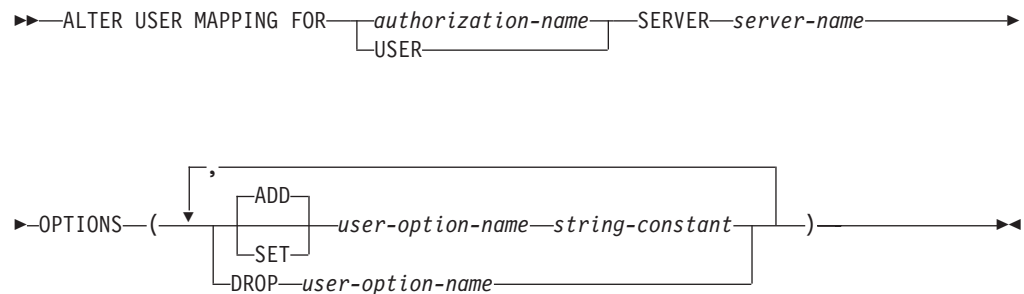 ALTER USER MAPPING FOR authorization-name SERVER server-name
USER
,
ADD
OPTIONS ( user-option-name string-constant )
SET
DROP user-option-name